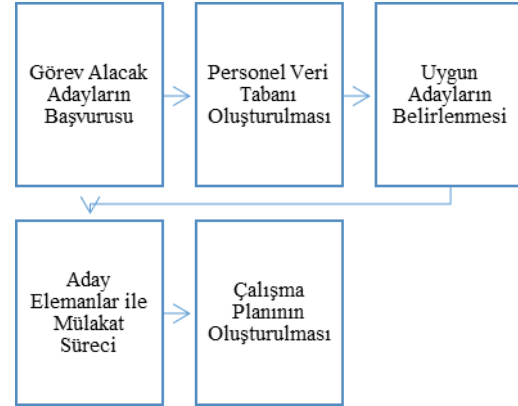 Görev Alacak
Adayların
Başvurusu
Personel Veri
Tabanı
Oluşturulması
Uygun
Adayların
Belirlenmesi
Aday
Elemanlar ile
Mülakat
Süreci
Çalışma
Planının
Oluşturulması